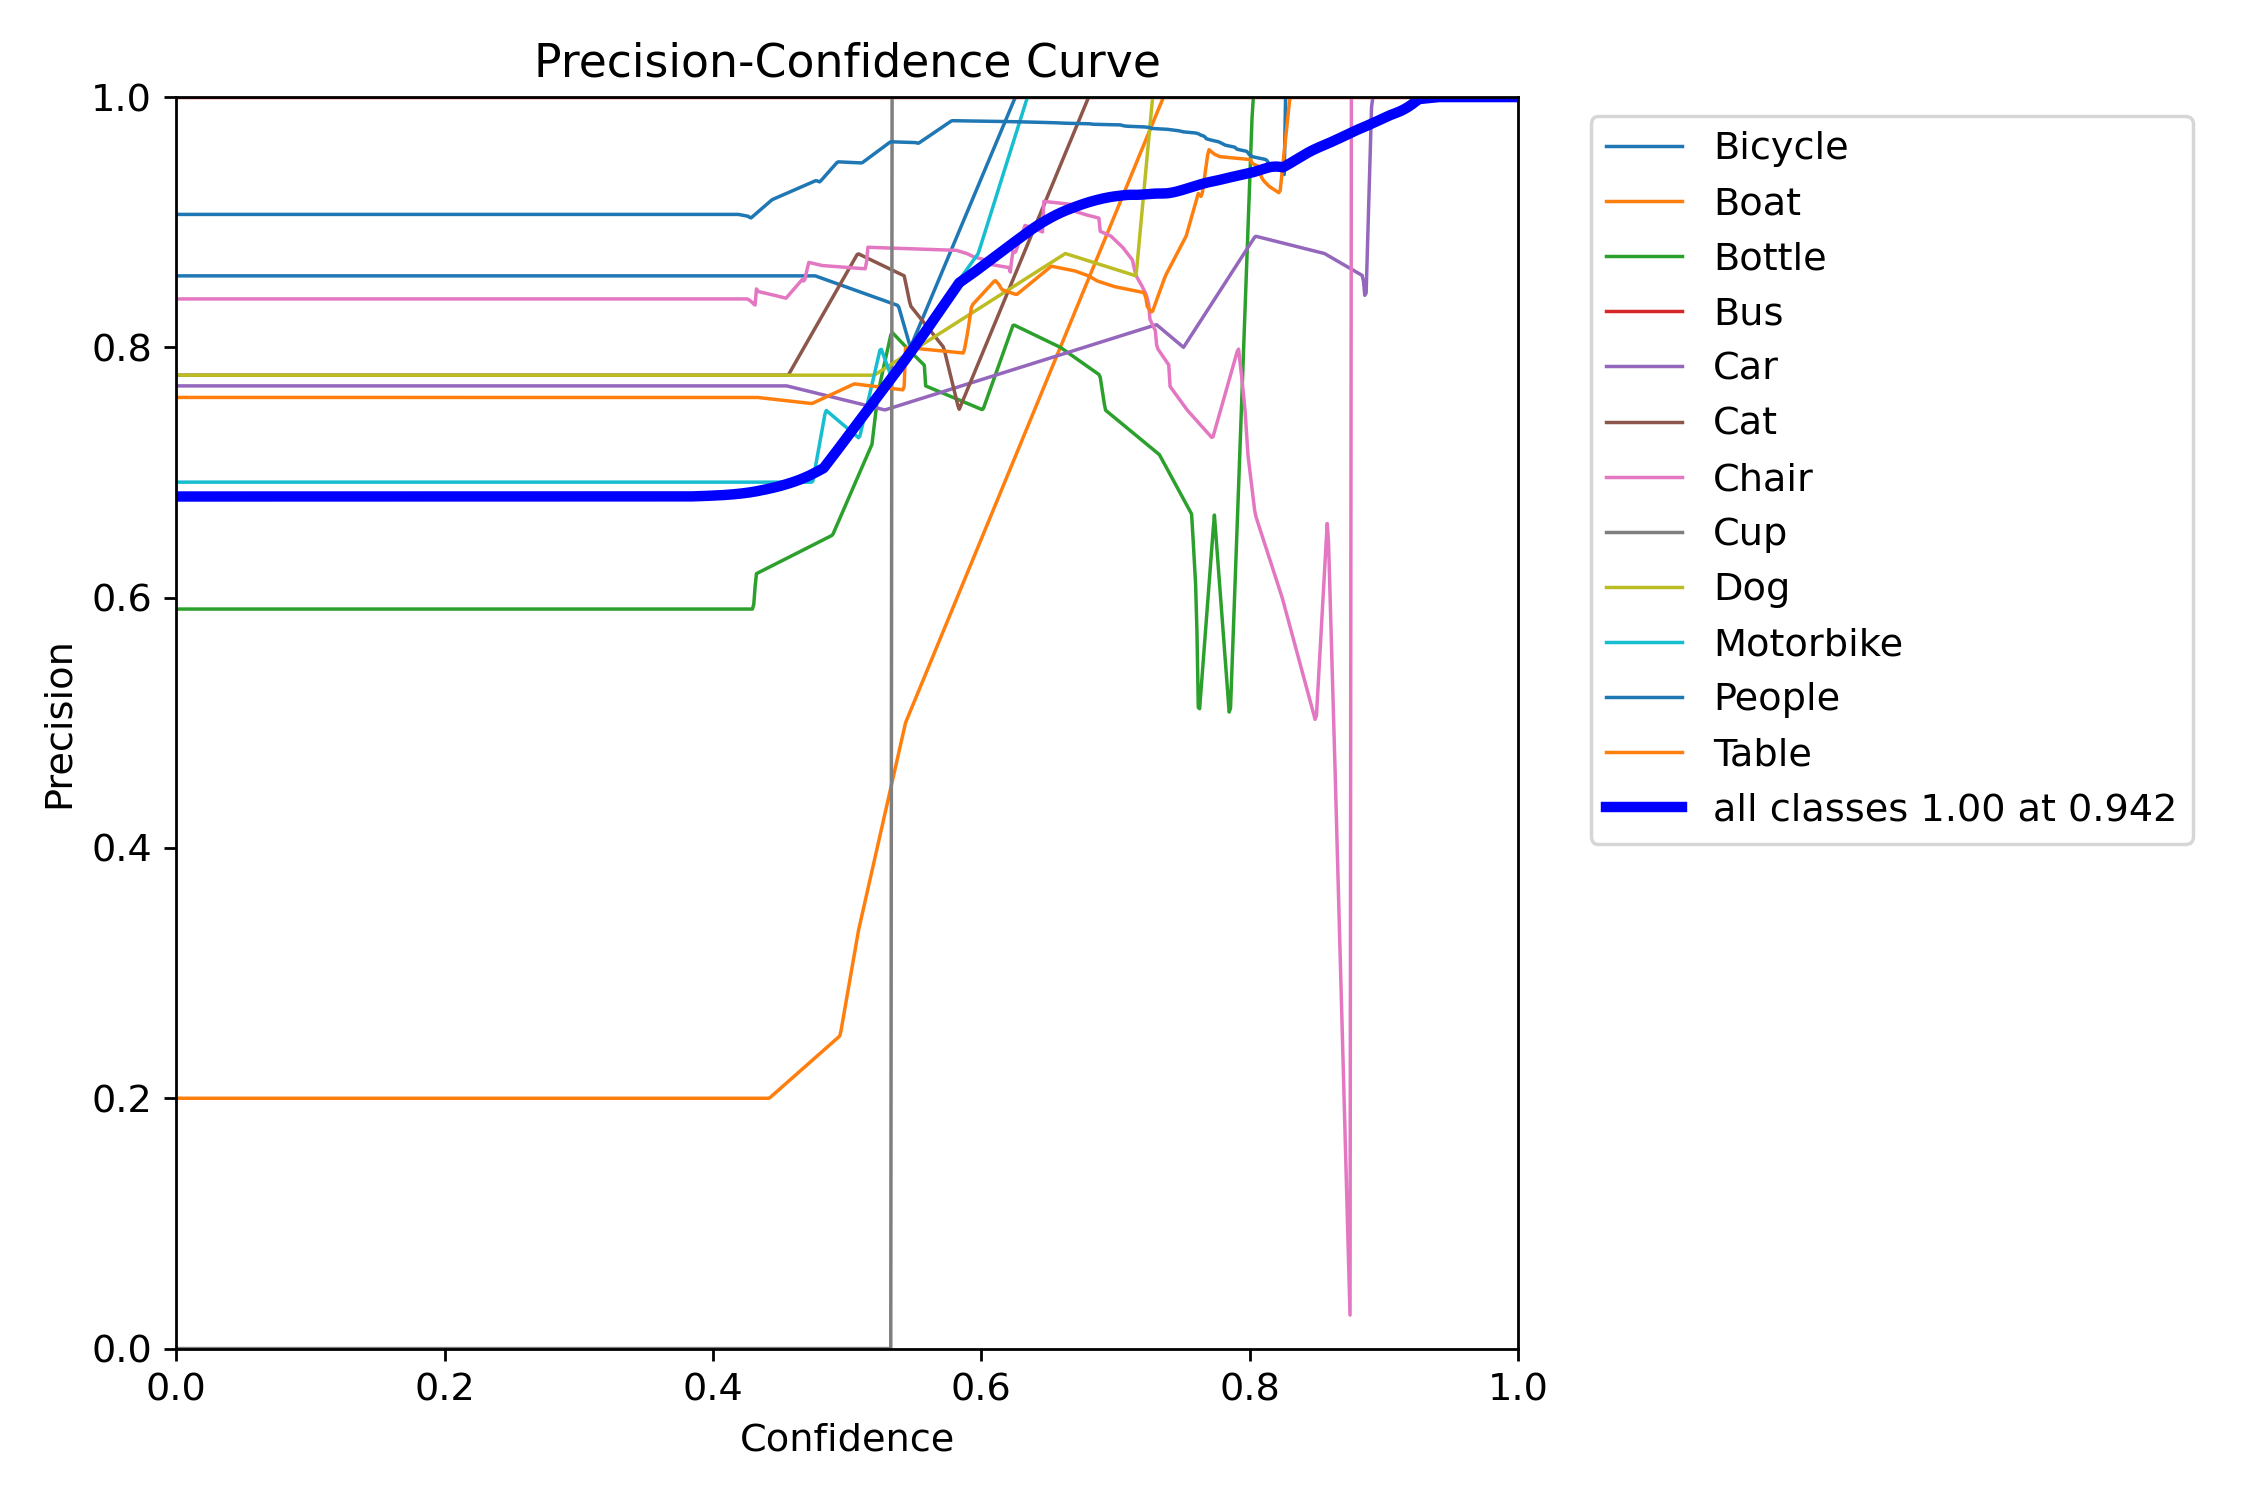 Precision-Confidence Curve
1.0
0.8
0.6
0.4
0.2
0.0
Precision
0.0 0.2 0.4 0.6 0.8 1.0
Confidence
Bicycle
Boat
Bottle
Bus
Car
Cat
Chair
Cup
Dog
Motorbike
People
Table
all classes 1.00 at 0.942